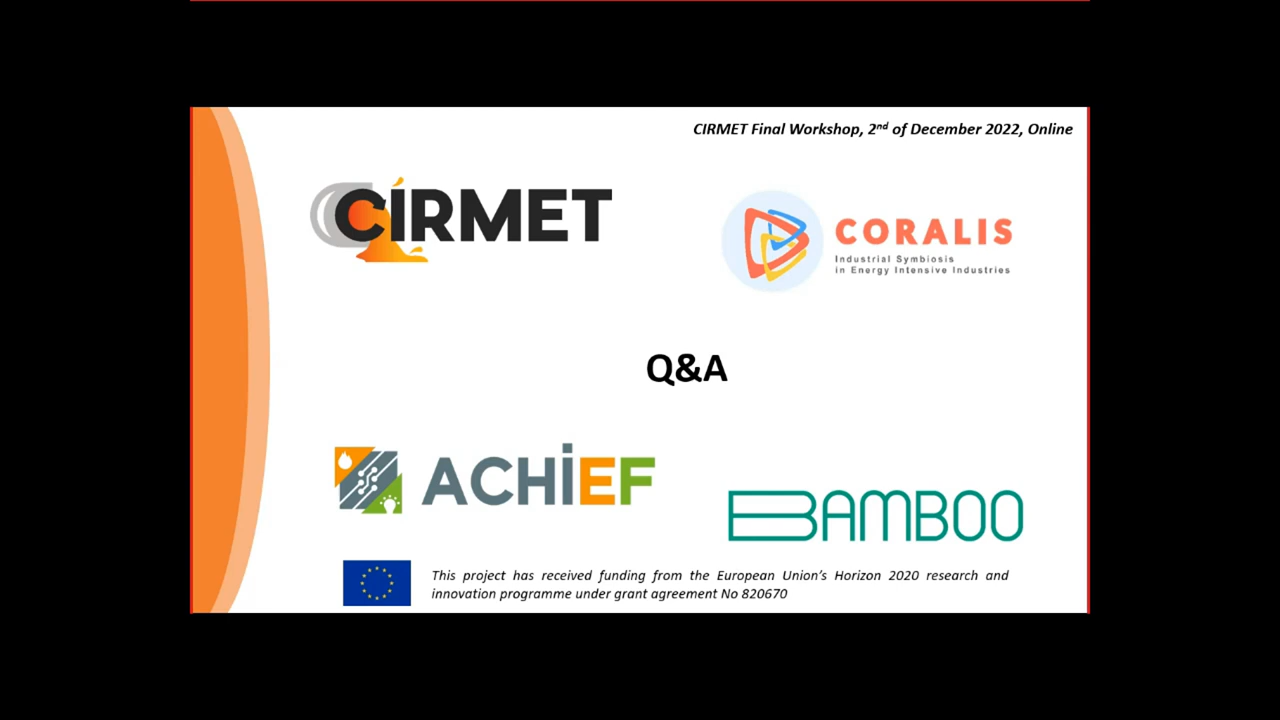 CIRMET Final Workshop, 2nd of December 2022, Online
CIRMET
CORALIS
Industrial Symbiosis
in Energy Intensive Industries
Q&A
ACHiEF
BAMBOO
This project has received funding from the European Union's Horizon 2020 research and
innovation programme under grant agreement No 820670